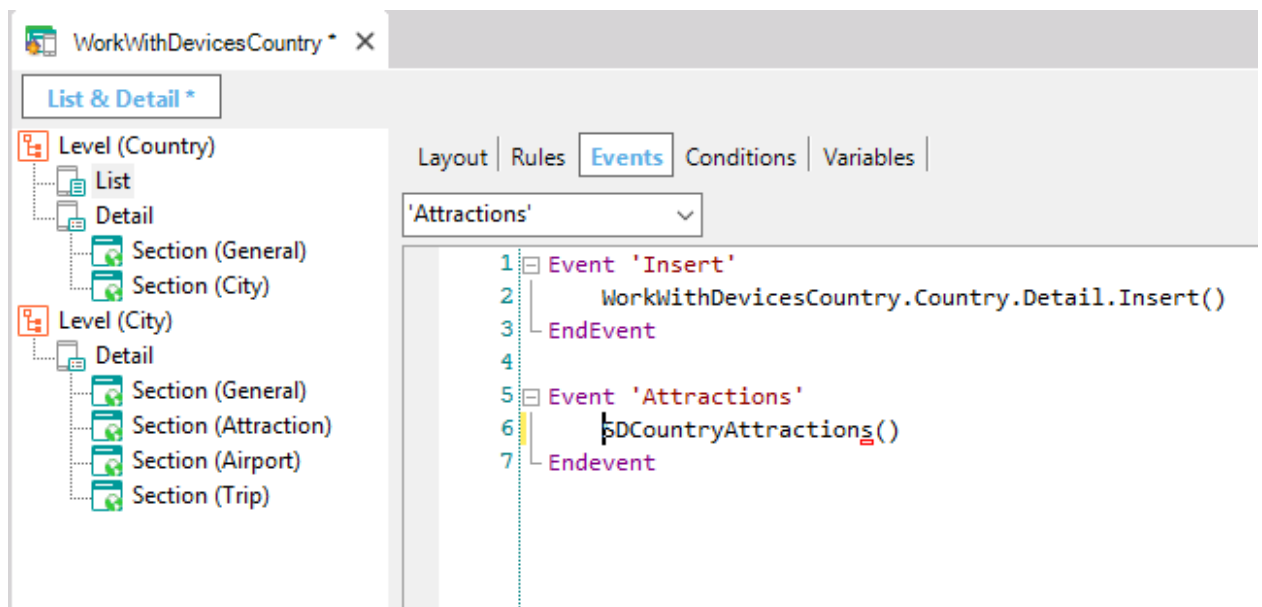 WorkWithDevicesCountry *
List & Detail *
Level (Country)
List
Detail
Section (General)
Section (City)
Level (City)
Detail
Section (General)
Section (Attraction)
Section (Airport)
Section (Trip)
Layout Rules Events Conditions Variables
'Attractions'
1 Event 'Insert'
2 WorkWithDevicesCountry.Country.Detail.Insert()
3 EndEvent
4
5 Event 'Attractions'
6 SDCountryAttractions()
7 Endevent